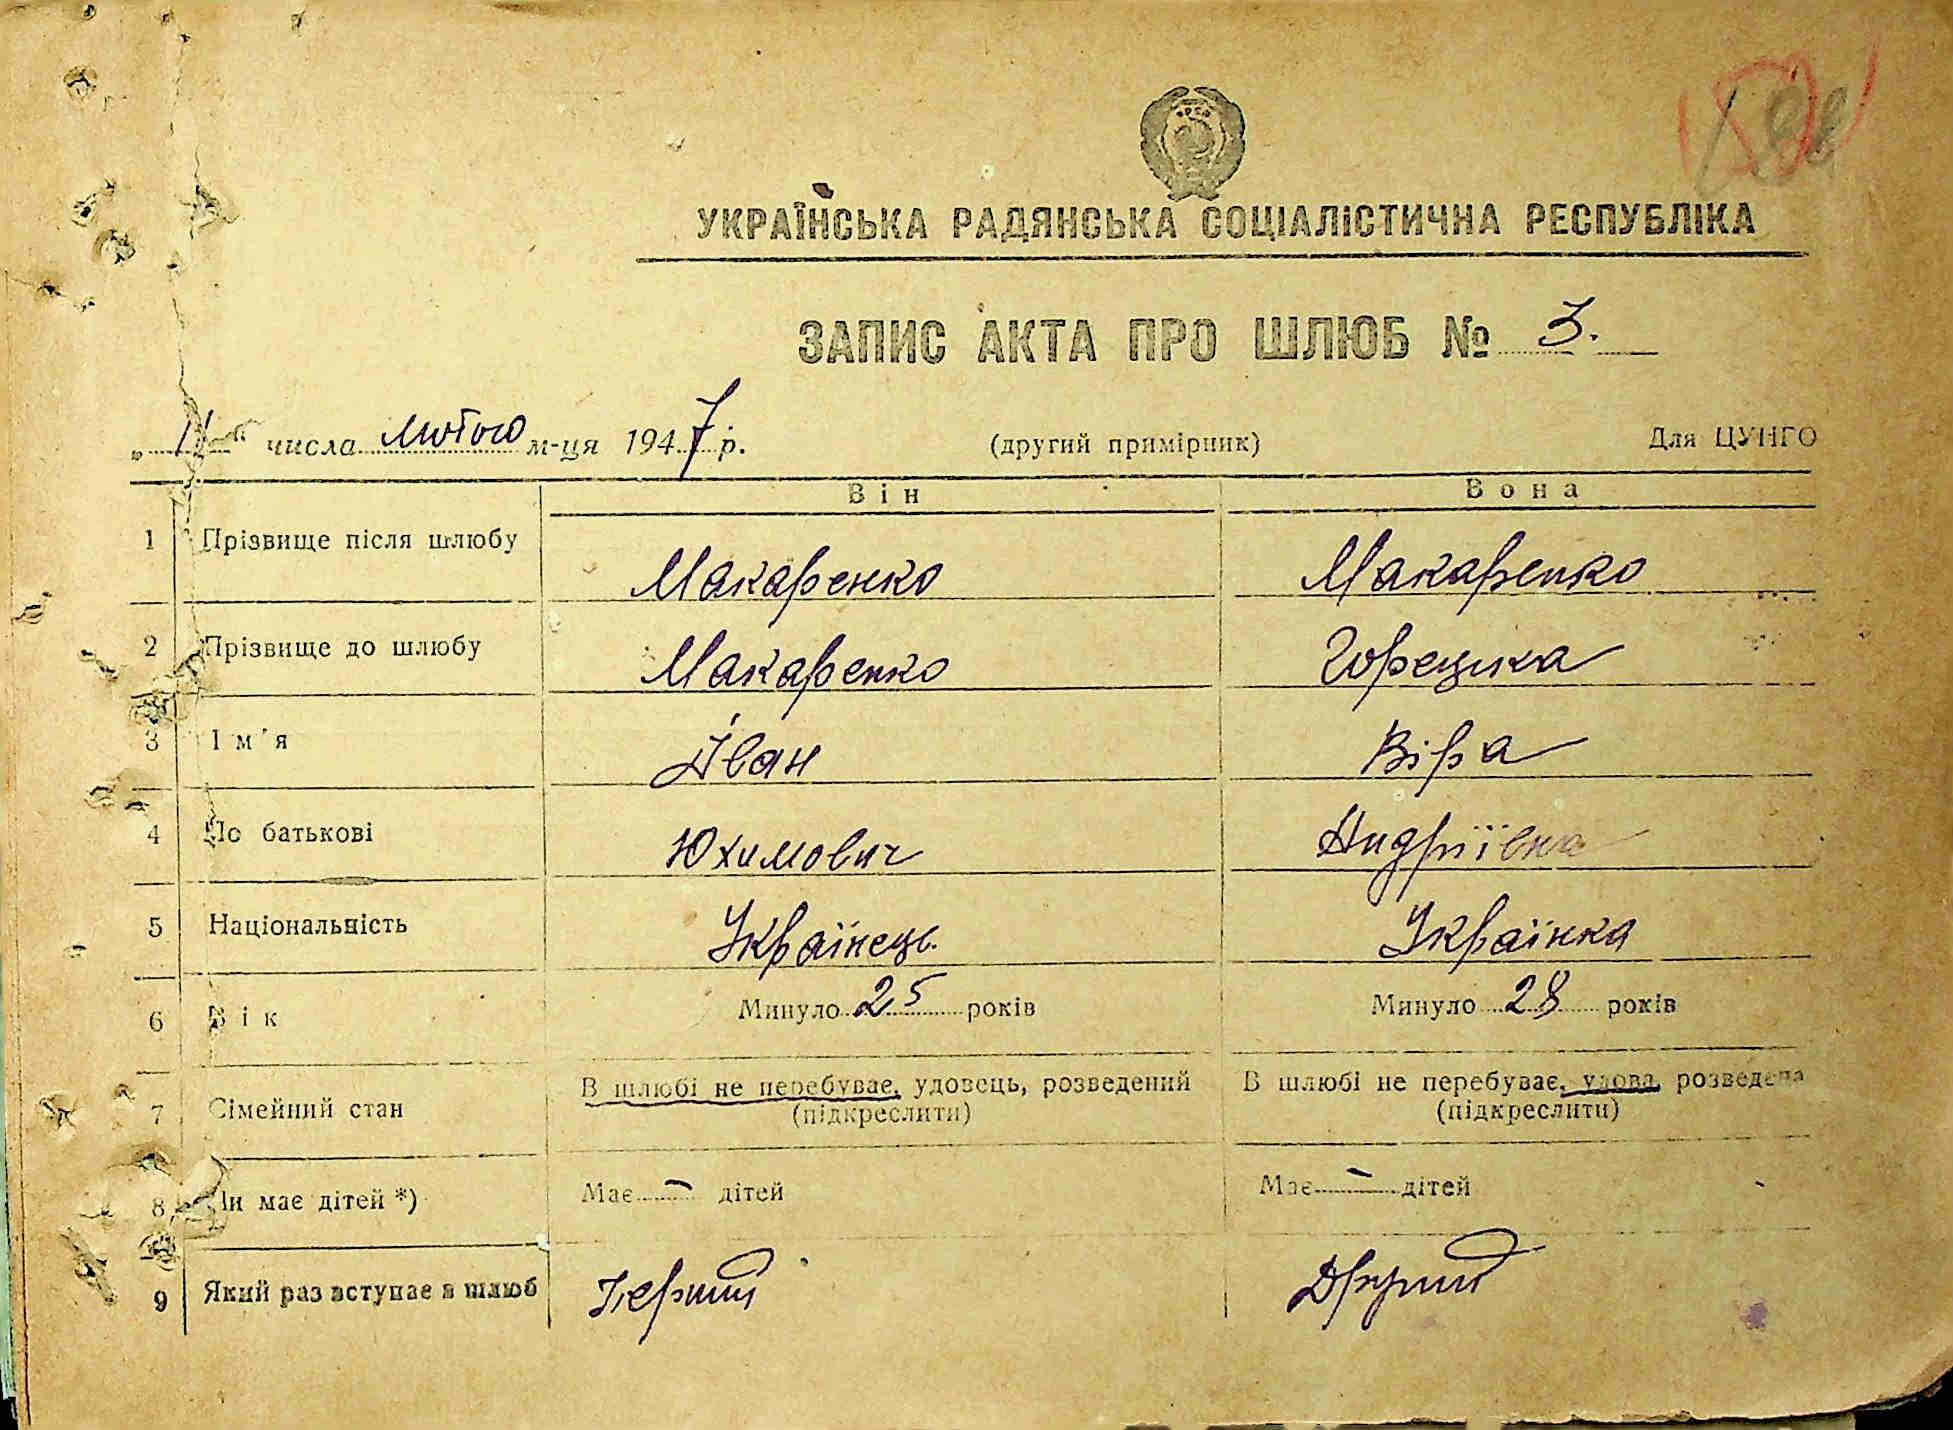 УКРАЇНСЬКА РАДЯНСЬКА СОЦІАЛІСТИЧНА РЕСПУБЛІКА
ЗАПИС АКТА ПРО ШЛЮБ № 3.
„ 11 “ числа лютого м-ця 1947 р. (другий примірник) Для ЦУНГО
Він Вона
1 Прізвище після шлюбу Макаренко Макаренко
2 Прізвище до шлюбу Макаренко Горецька
3 Ім'я Іван Віра
4 По батькові Юхимович Андріївна
5 Національність Українець Українка
6 Вік Минуло 25 років Минуло 28 років
7 Сімейний стан В шлюбі не перебуває, удовець, розведений (підкреслити) В шлюбі не перебуває, удова, розведена (підкреслити)
8 Чи має дітей *) Має — дітей Має — дітей
9 Який раз вступає в шлюб Перший Другий